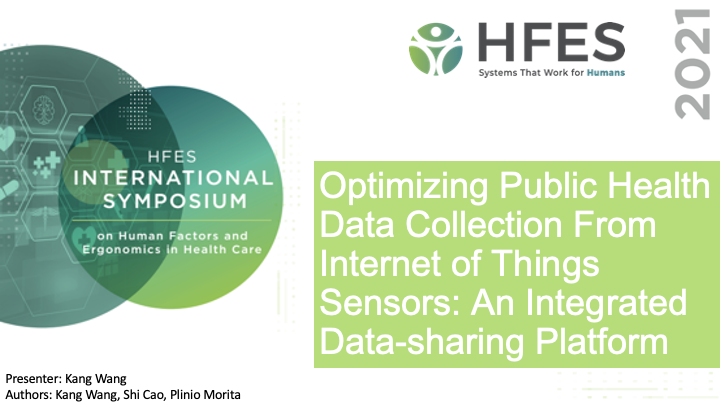 HFES
Systems That Work for Humans
2021
HFES
INTERNATIONAL
SYMPOSIUM
on Human Factors and
Ergonomics in Health Care
Optimizing Public Health
Data Collection From
Internet of Things
Sensors: An Integrated
Data-sharing Platform
Presenter: Kang Wang
Authors: Kang Wang, Shi Cao, Plinio Morita